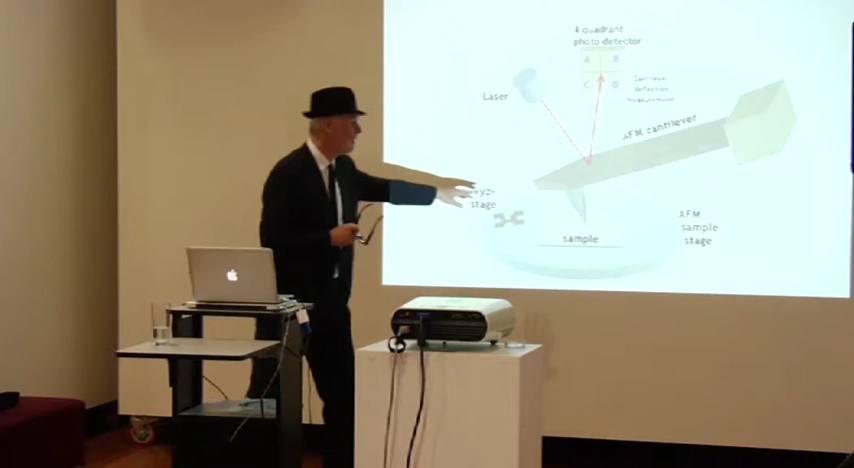 4 quadrant
photo detector
A B
C D
Cantilever
deflection
measurement
Laser
AFM cantilever
xyz-
stage
sample
AFM
sample
stage